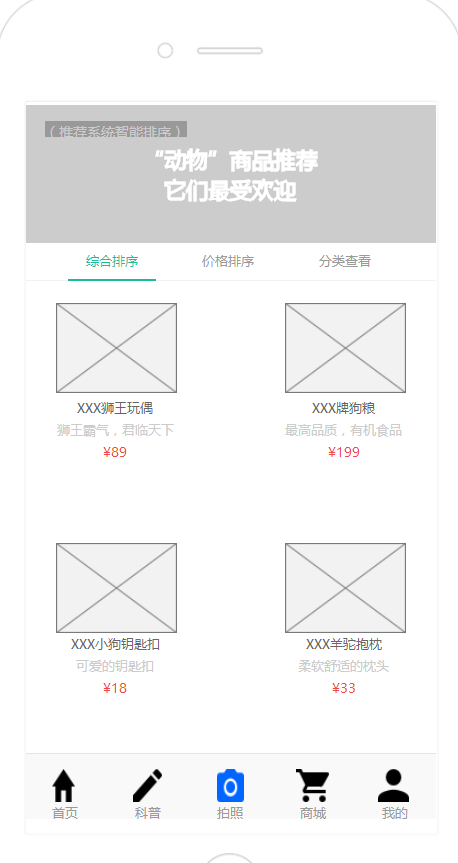 （推荐系统智能排序）
“动物”商品推荐
它们最受欢迎
综合排序 价格排序 分类查看
XXX狮王玩偶 XXX牌狗粮
狮王霸气，君临天下 最高品质，有机食品
¥89 ¥199
XXX小狗钥匙扣 XXX羊驼抱枕
可爱的钥匙扣 柔软舒适的枕头
¥18 ¥33
首页 科普 拍照 商城 我的